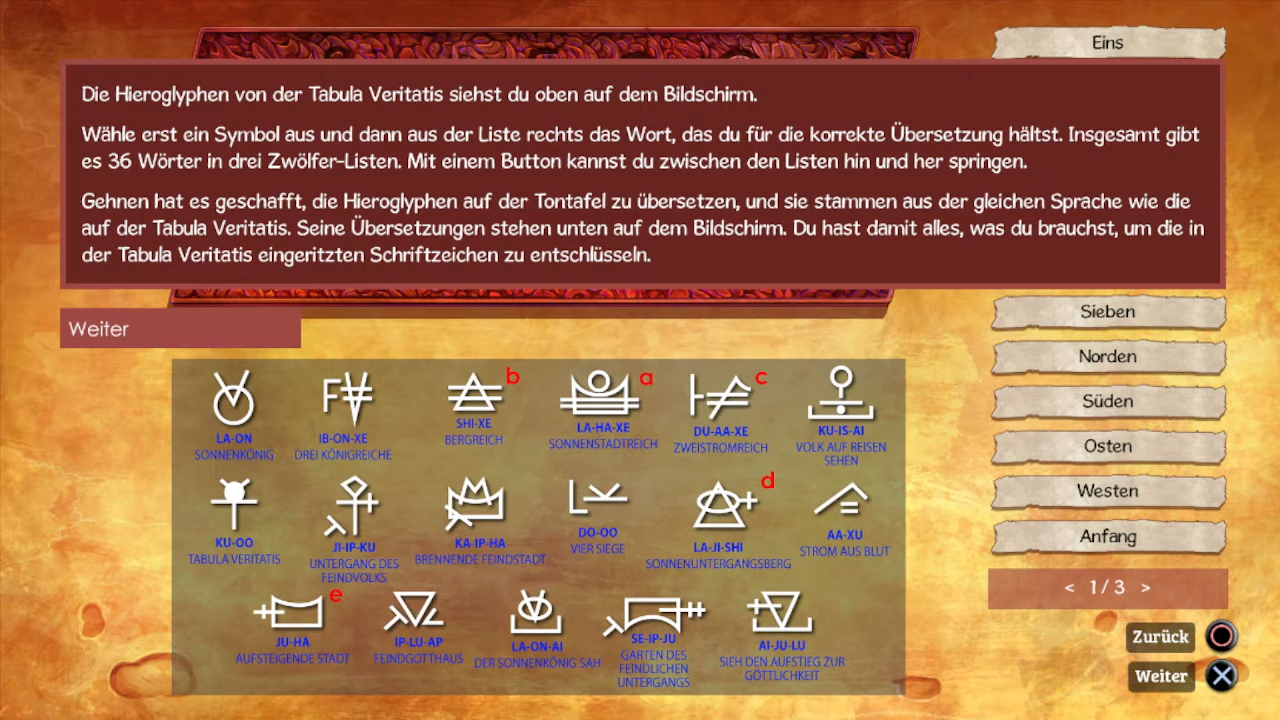 Eins
Die Hieroglyphen von der Tabula Veritatis siehst du oben auf dem Bildschirm.
Wähle erst ein Symbol aus und dann aus der Liste rechts das Wort, das du für die korrekte Übersetzung hältst. Insgesamt gibt
es 36 Wörter in drei Zwölfer-Listen. Mit einem Button kannst du zwischen den Listen hin und her springen.
Gehnen hat es geschafft, die Hieroglyphen auf der Tontafel zu übersetzen, und sie stammen aus der gleichen Sprache wie die
auf der Tabula Veritatis. Seine Übersetzungen stehen unten auf dem Bildschirm. Du hast damit alles, was du brauchst, um die in
der Tabula Veritatis eingeritzten Schriftzeichen zu entschlüsseln.
Weiter
Sieben
Norden
Süden
Osten
Westen
Anfang
< 1/3 >
Zurück
Weiter
b
a
c
LA-ON
SONNENKÖNIG
IB-ON-XE
DREI KÖNIGREICHE
SHI-XE
BERGREICH
LA-HA-XE
SONNENSTADTREICH
DU-AA-XE
ZWEISTROMREICH
KU-IS-AI
VOLK AUF REISEN
SEHEN
d
KU-OO
TABULA VERITATIS
JI-IP-KU
UNTERGANG DES
FEINDVOLKS
KA-IP-HA
BRENNENDE FEINDSTADT
DO-OO
VIER SIEGE
LA-JI-SHI
SONNENUNTERGANGSBERG
AA-XU
STROM AUS BLUT
e
JU-HA
AUFSTEIGENDE STADT
IP-LU-AP
FEINDGOTTHAUS
LA-ON-AI
DER SONNENKÖNIG SAH
SE-IP-JU
GARTEN DES
FEINDLICHEN
UNTERGANGS
AI-JU-LU
SIEH DEN AUFSTIEG ZUR
GÖTTLICHKEIT